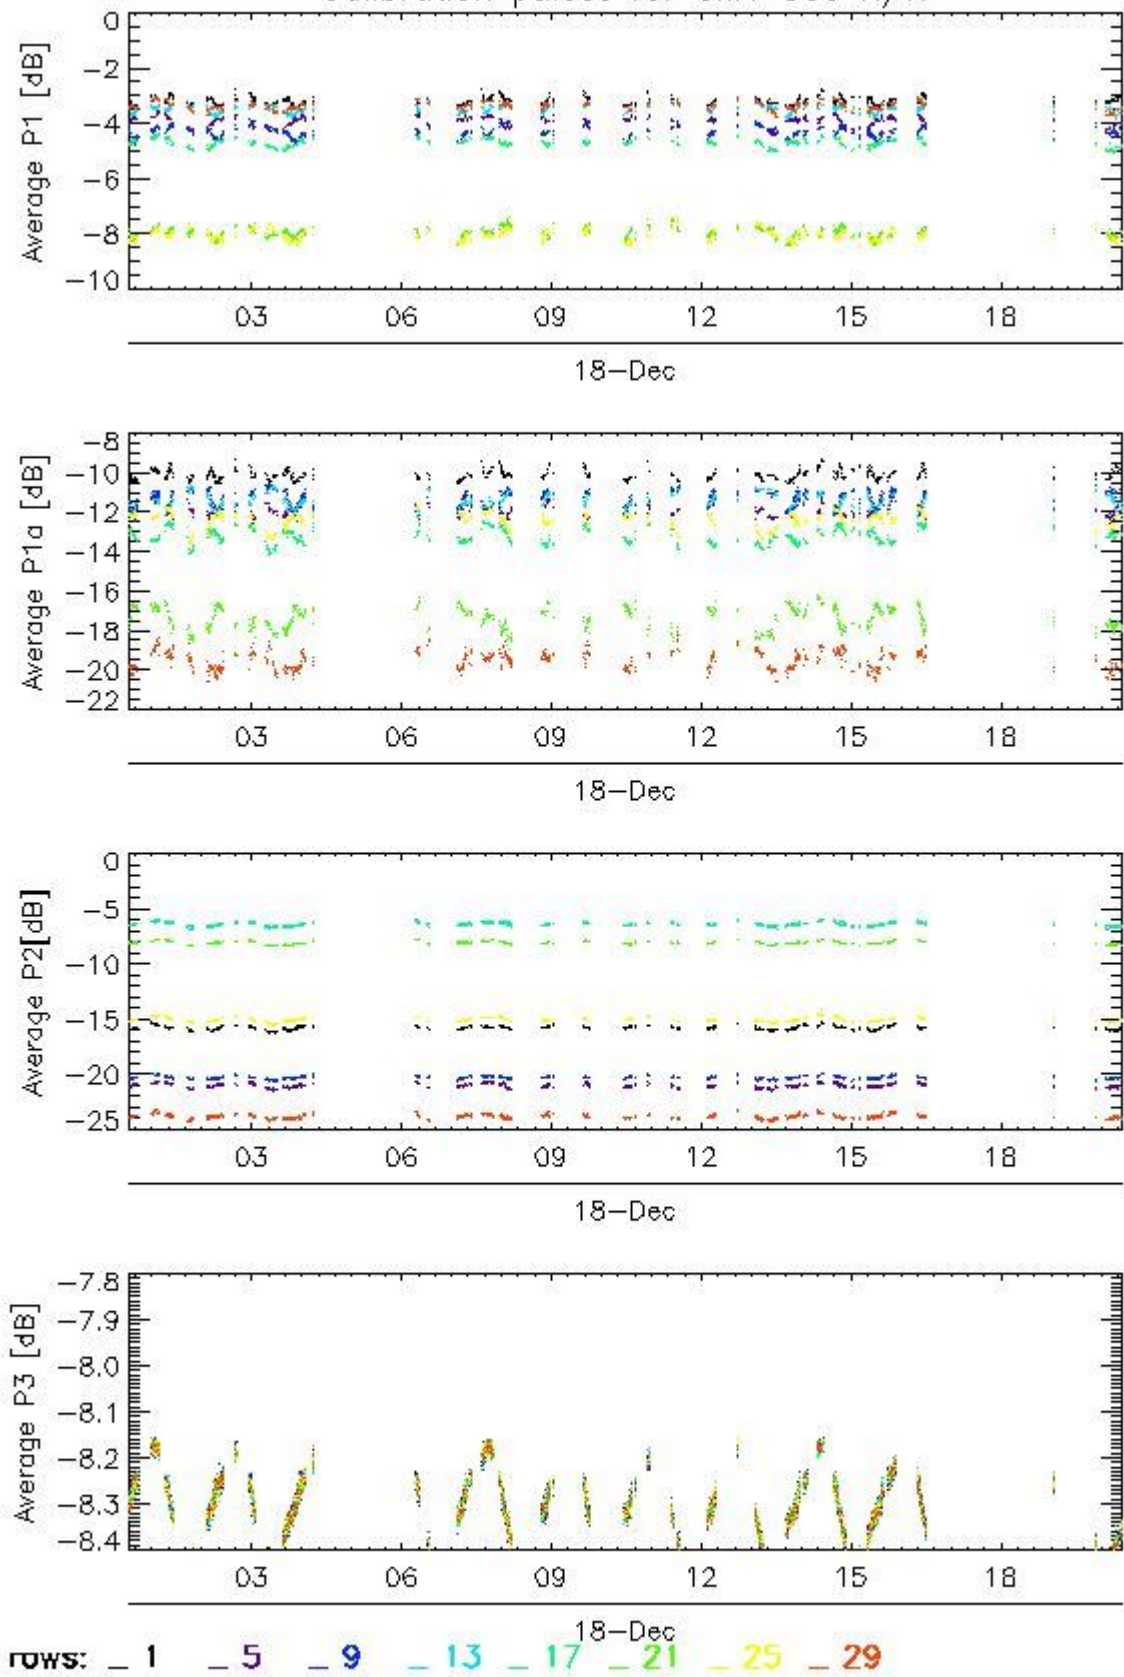 0
-2
-4
-6
-8
-10
Average P1 [dB]
03 06 09 12 15 18
18-Dec
-8
-10
-12
-14
-16
-18
-20
-22
Average P1a [dB]
03 06 09 12 15 18
18-Dec
0
-5
-10
-15
-20
-25
Average P2[dB]
03 06 09 12 15 18
18-Dec
-7.8
-7.9
-8.0
-8.1
-8.2
-8.3
-8.4
Average P3 [dB]
03 06 09 12 15 18
18-Dec
rows: _ 1 _ 5 _ 9 _ 13 _ 17 _ 21 _ 25 _ 29